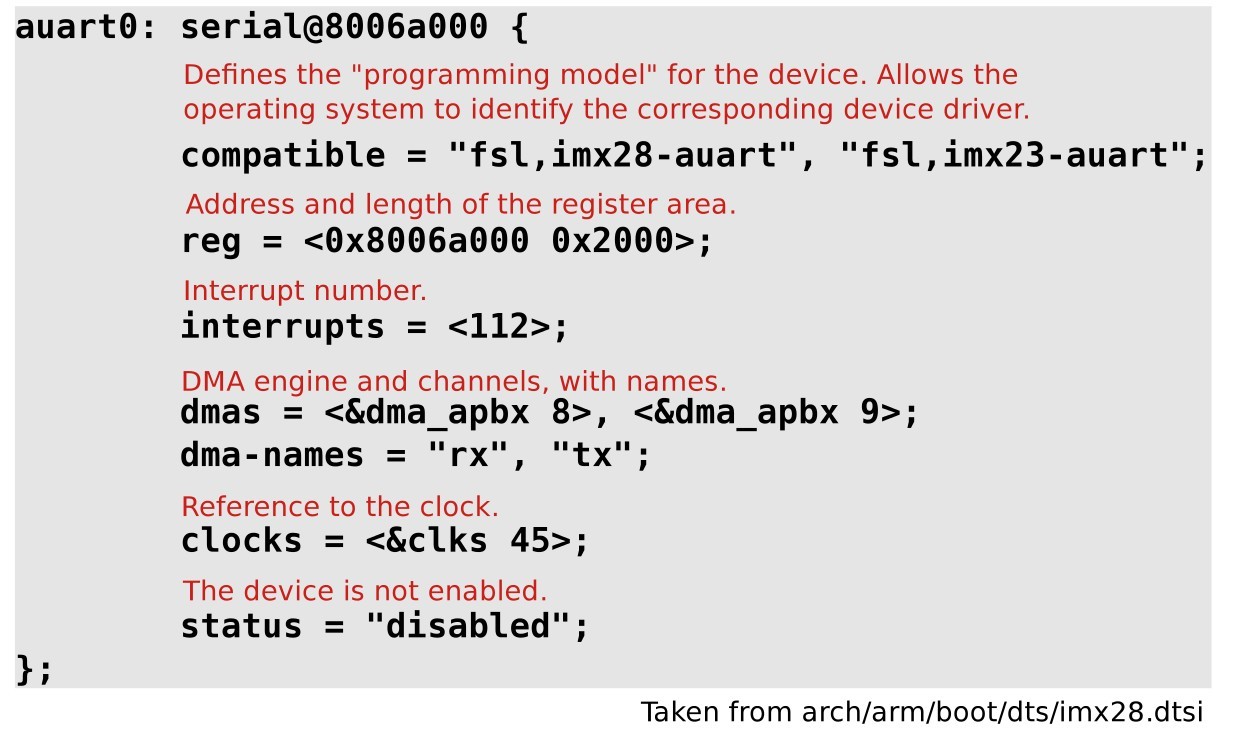 auart0: serial@8006a000 {
Defines the "programming model" for the device. Allows the
operating system to identify the corresponding device driver.
compatible = "fsl,imx28-auart", "fsl,imx23-auart";
Address and length of the register area.
reg = <0x8006a000 0x2000>;
Interrupt number.
interrupts = <112>;
DMA engine and channels, with names.
dmas = <&dma_apbx 8>, <&dma_apbx 9>;
dma-names = "rx", "tx";
Reference to the clock.
clocks = <&clks 45>;
The device is not enabled.
status = "disabled";
};
Taken from arch/arm/boot/dts/imx28.dtsi